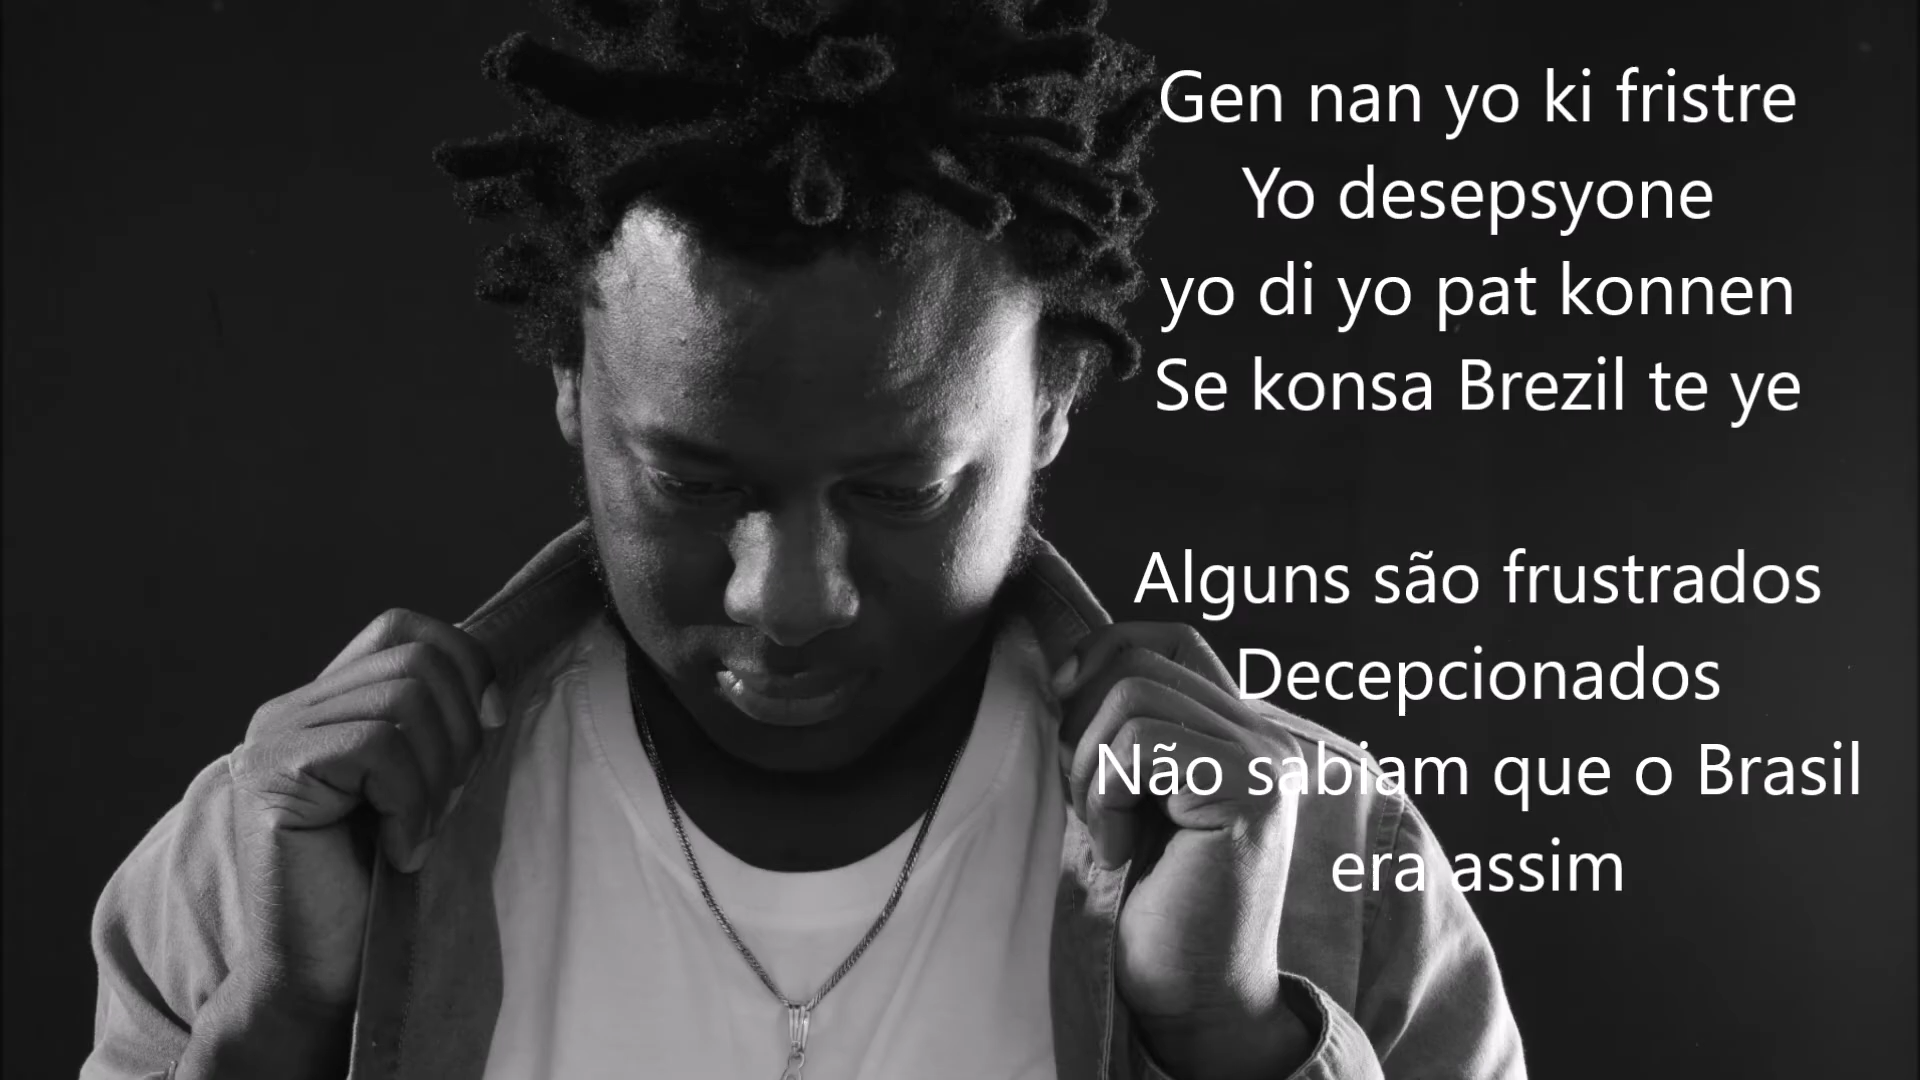 Gen nan yo ki fristre
Yo desepsyone
yo di yo pat konnen
Se konsa Brezil te ye
Alguns são frustrados
Decepcionados
Não sabiam que o Brasil
era assim